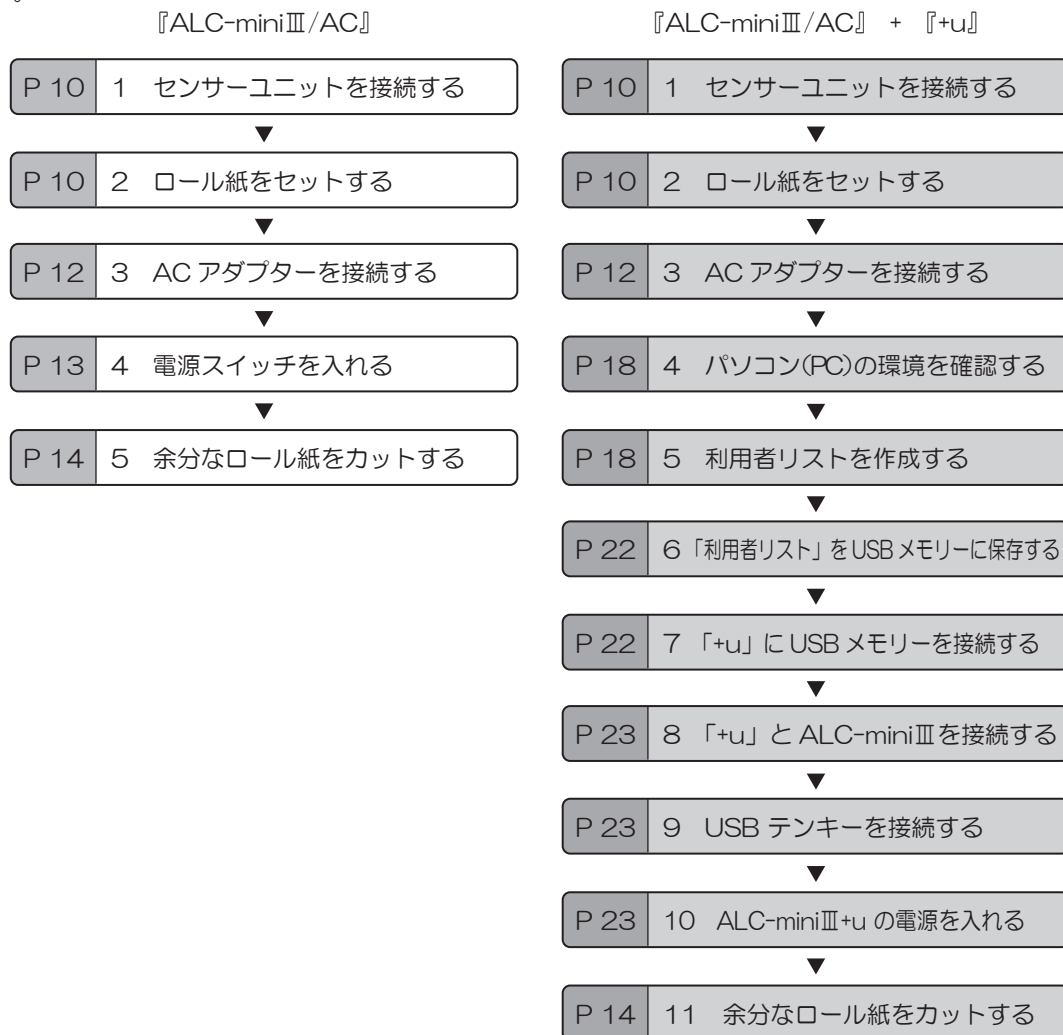 。
『ALC-miniⅢ/AC』
P 10 1 センサーユニットを接続する
▼
P 10 2 ロール紙をセットする
▼
P 12 3 AC アダプターを接続する
▼
P 13 4 電源スイッチを入れる
▼
P 14 5 余分なロール紙をカットする
『ALC-miniⅢ/AC』 + 『+u』
P 10 1 センサーユニットを接続する
▼
P 10 2 ロール紙をセットする
▼
P 12 3 AC アダプターを接続する
▼
P 18 4 パソコン(PC)の環境を確認する
▼
P 18 5 利用者リストを作成する
▼
P 22 6「利用者リスト」をUSBメモリーに保存する
▼
P 22 7 「+u」に USB メモリーを接続する
▼
P 23 8 「+u」と ALC-miniⅢを接続する
▼
P 23 9 USB テンキーを接続する
▼
P 23 10 ALC-miniⅢ+u の電源を入れる
▼
P 14 11 余分なロール紙をカットする